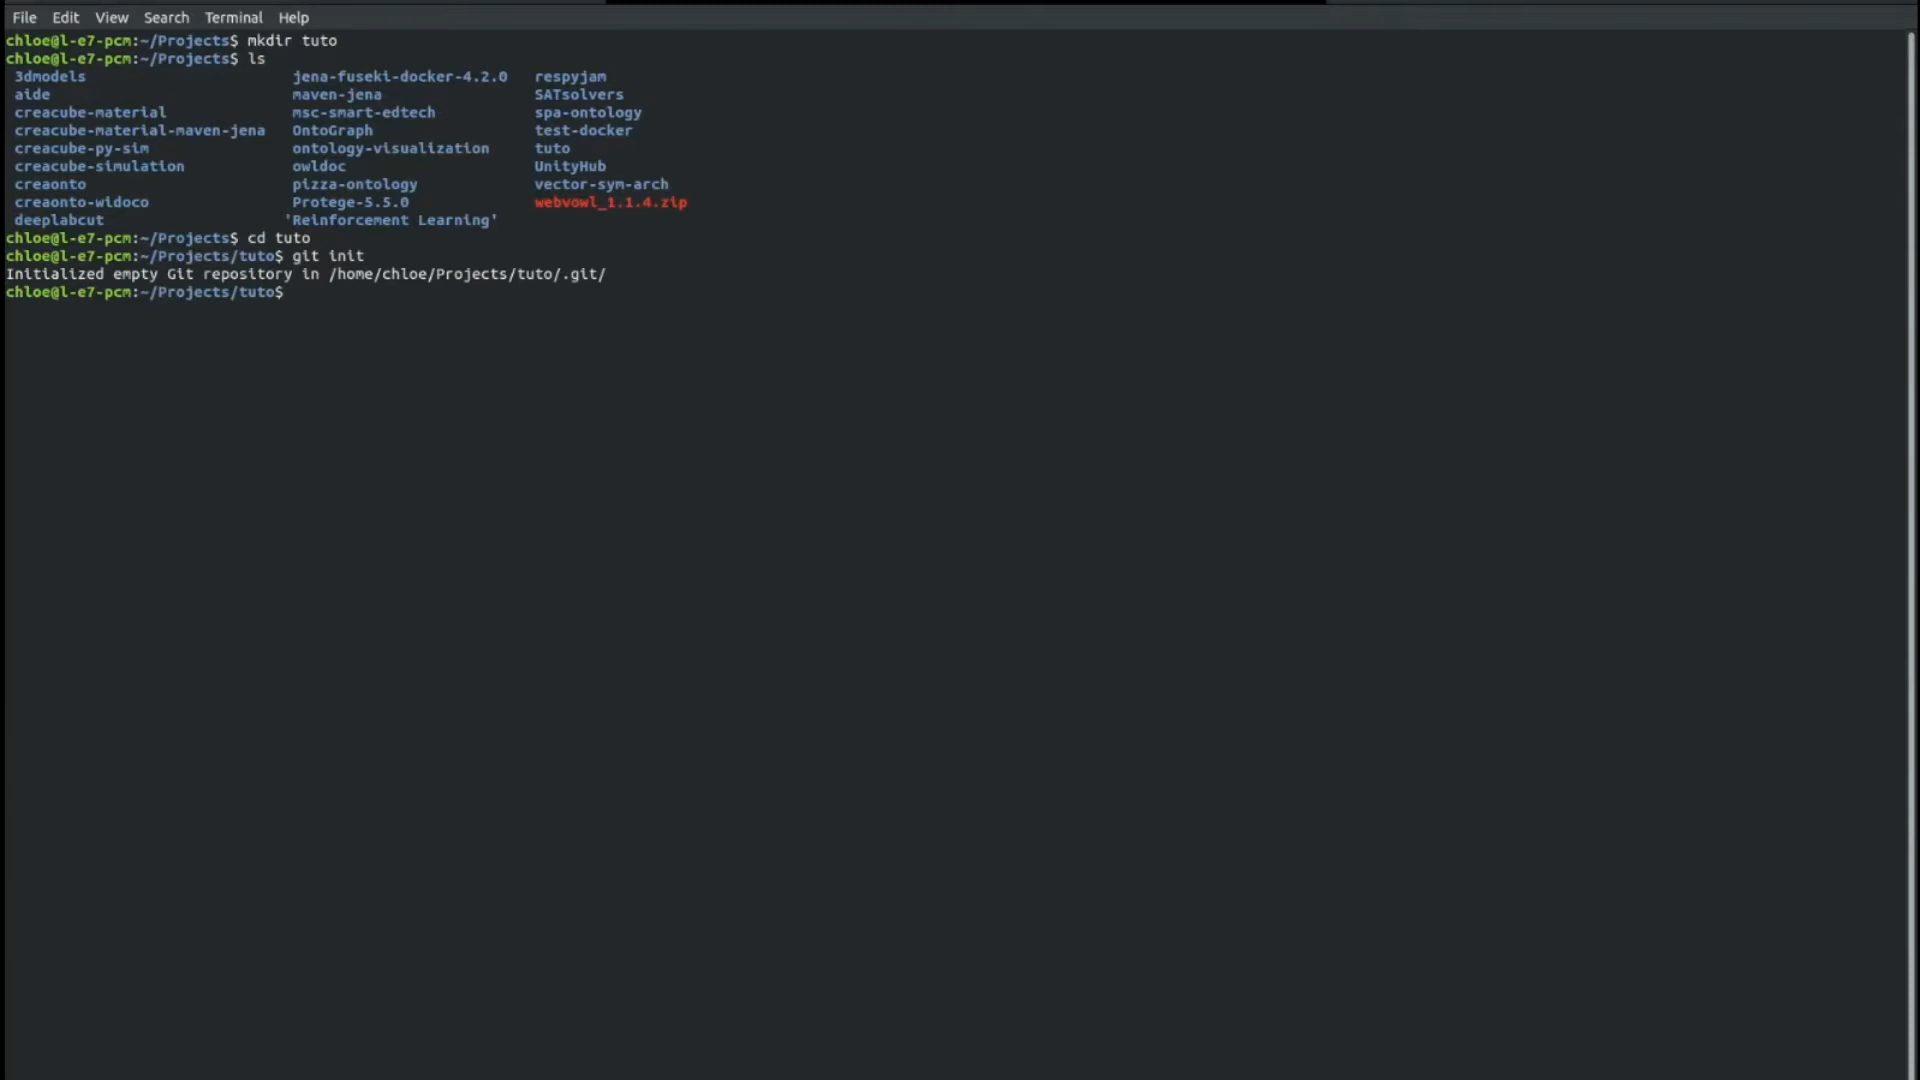 File Edit View Search Terminal Help
chloe@l-e7-pcm:~/Projects$ mkdir tuto
chloe@l-e7-pcm:~/Projects$ ls
3dmodels jena-fuseki-docker-4.2.0 respyjam
aide maven-jena SATsolvers
creacube-material msc-smart-edtech spa-ontology
creacube-material-maven-jena OntoGraph test-docker
creacube-py-sim ontology-visualization tuto
creacube-simulation owldoc UnityHub
creaonto pizza-ontology vector-sym-arch
creaonto-widoco Protege-5.5.0 webvowl_1.1.4.zip
deeplabcut 'Reinforcement Learning'
chloe@l-e7-pcm:~/Projects$ cd tuto
chloe@l-e7-pcm:~/Projects/tuto$ git init
Initialized empty Git repository in /home/chloe/Projects/tuto/.git/
chloe@l-e7-pcm:~/Projects/tuto$